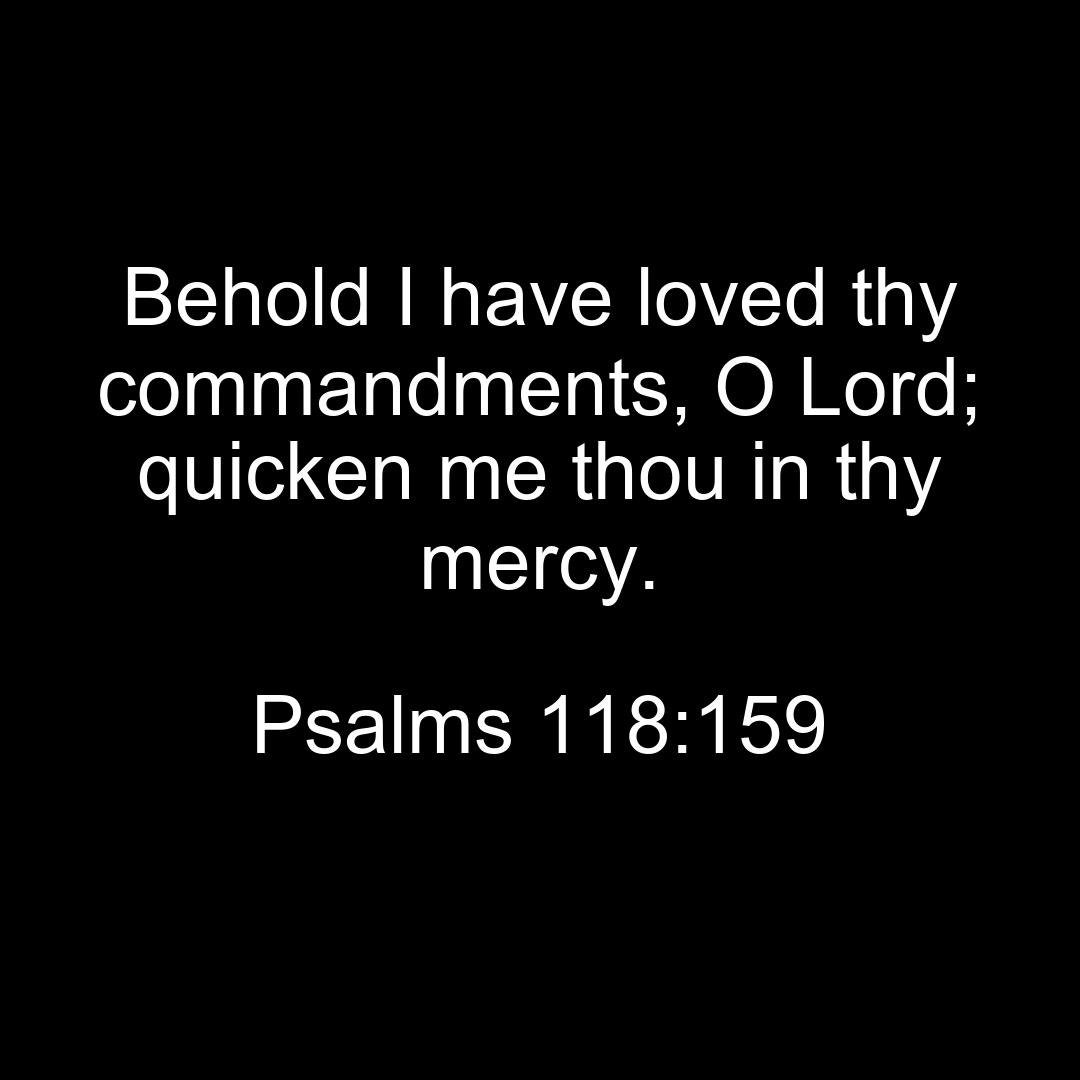 Behold I have loved thy
commandments, O Lord;
quicken me thou in thy
mercy.
Psalms 118:159